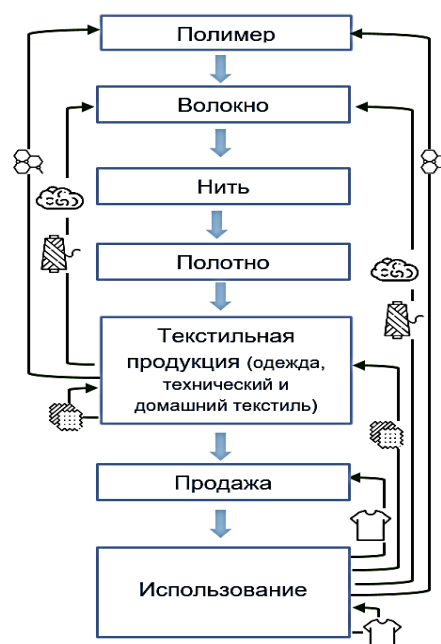 Полимер
Волокно
Нить
Полотно
Текстильная
продукция (одежда,
технический и
домашний текстиль)
Продажа
Использование